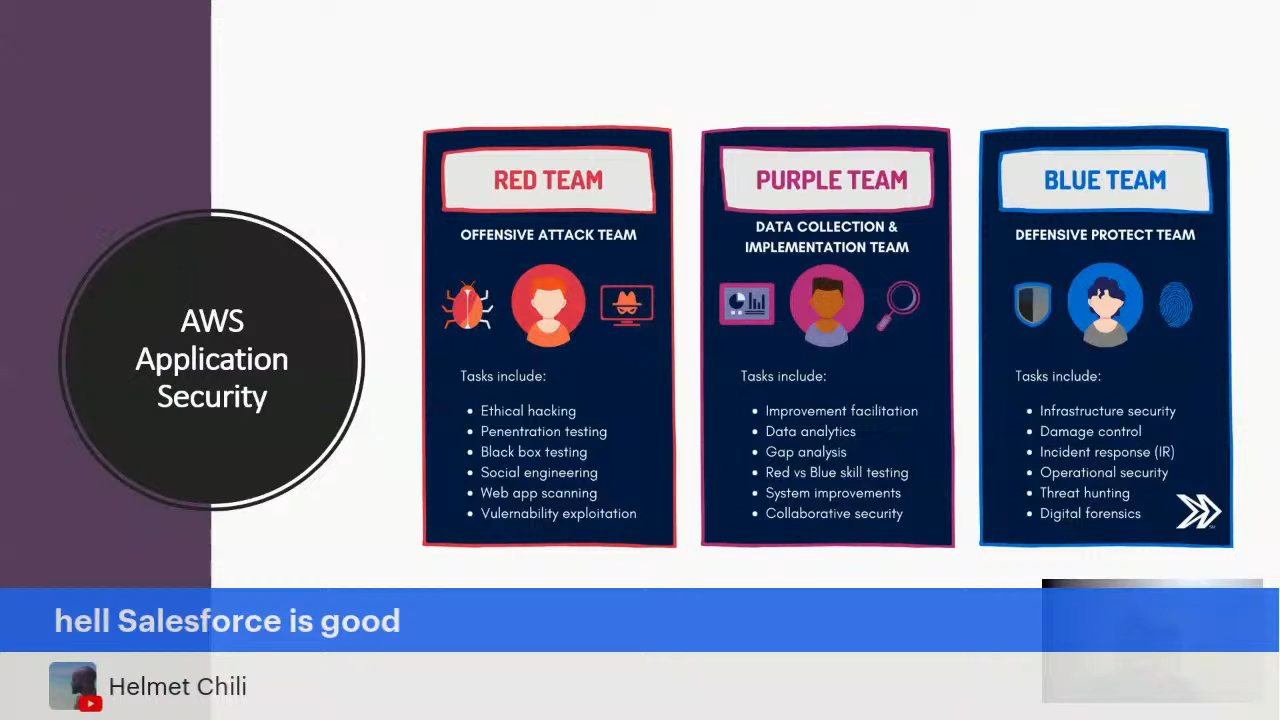 AWS
Application
Security
RED TEAM
OFFENSIVE ATTACK TEAM
Tasks include:
Ethical hacking
Penentration testing
Black box testing
Social engineering
Web app scanning
Vulernability exploitation
PURPLE TEAM
DATA COLLECTION &
IMPLEMENTATION TEAM
Tasks include:
Improvement facilitation
Data analytics
Gap analysis
Red vs Blue skill testing
System improvements
Collaborative security
BLUE TEAM
DEFENSIVE PROTECT TEAM
Tasks include:
Infrastructure security
Damage control
Incident response (IR)
Operational security
Threat hunting
Digital forensics
hell Salesforce is good
Helmet Chili